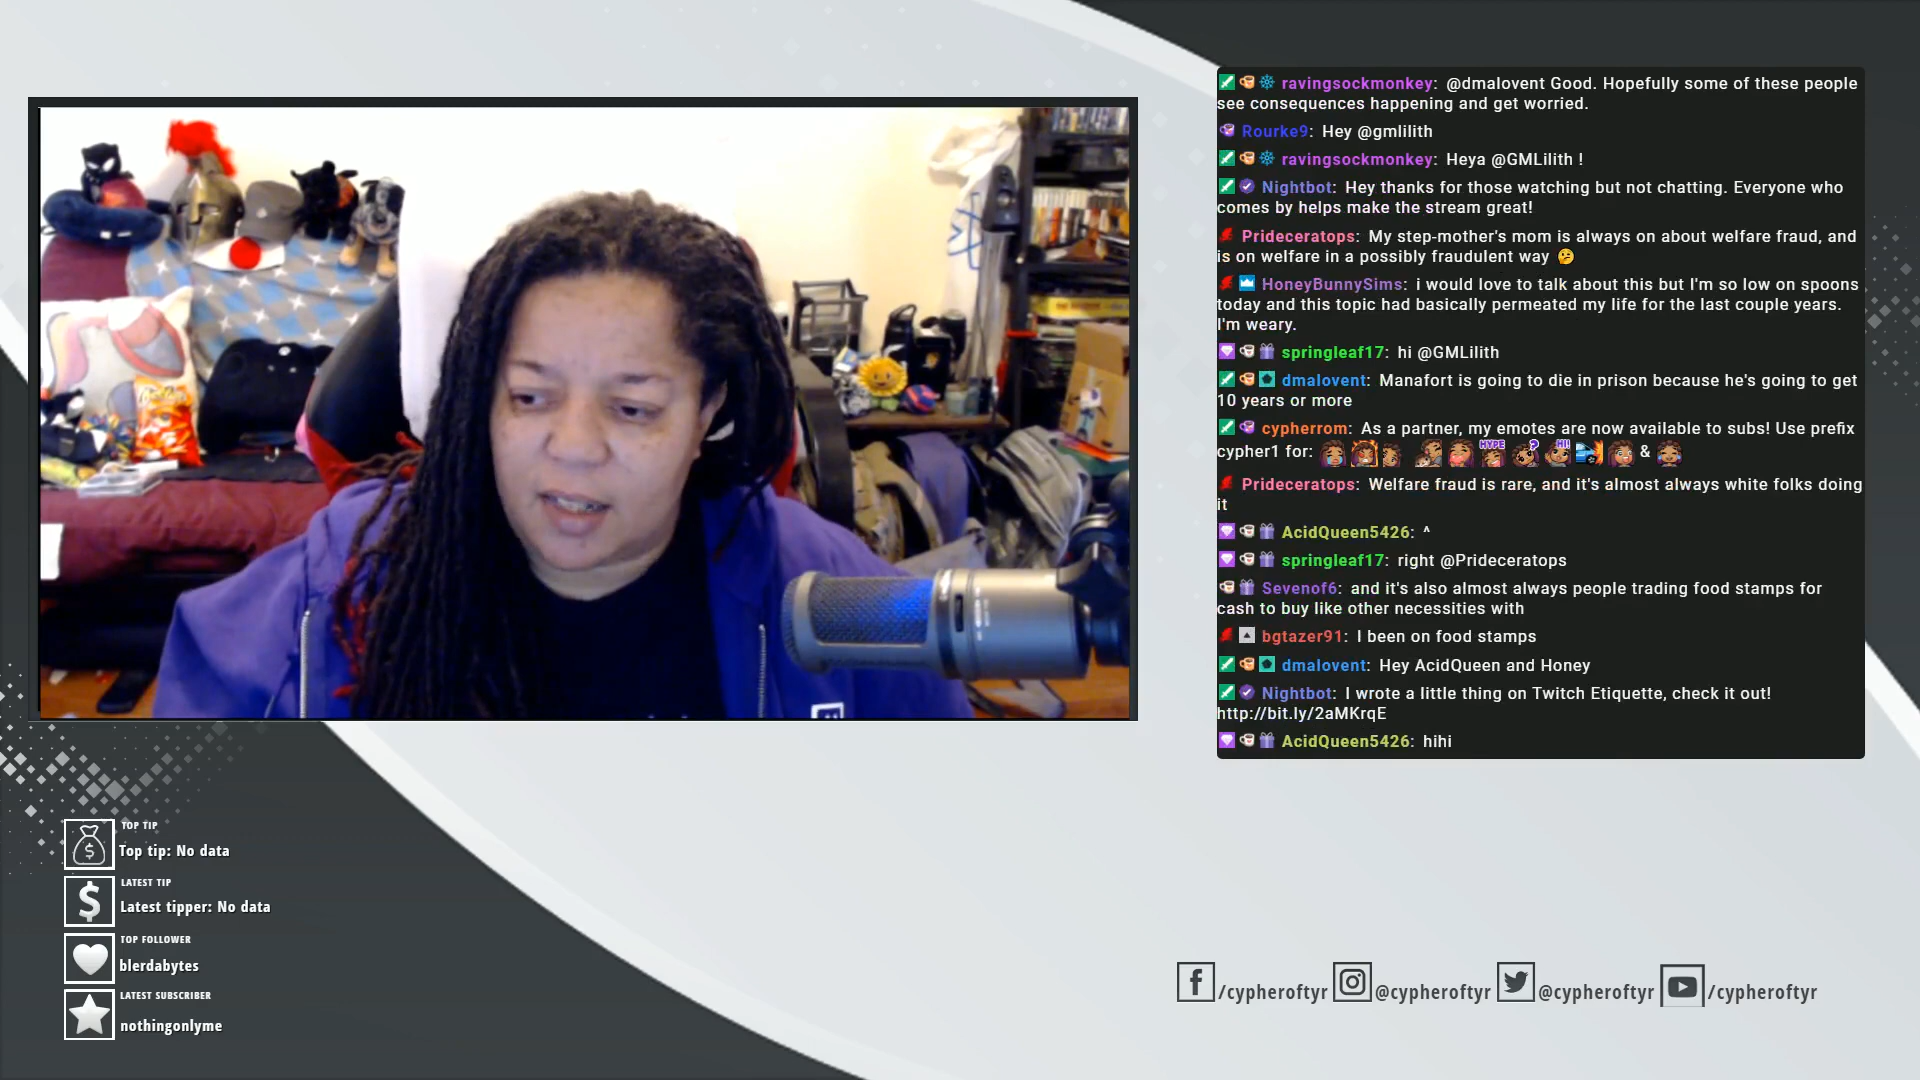 ravingsockmonkey: @dmalovent Good. Hopefully some of these people
see consequences happening and get worried.
Rourke9: Hey @gmlilith
ravingsockmonkey: Heya @GMLilith !
Nightbot: Hey thanks for those watching but not chatting. Everyone who
comes by helps make the stream great!
Prideceratops: My step-mother's mom is always on about welfare fraud, and
is on welfare in a possibly fraudulent way 🤔
HoneyBunnySims: i would love to talk about this but I'm so low on spoons
today and this topic had basically permeated my life for the last couple years.
I'm weary.
springleaf17: hi @GMLilith
dmalovent: Manafort is going to die in prison because he's going to get
10 years or more
cypherrom: As a partner, my emotes are now available to subs! Use prefix
cypher1 for: HYPE ? HI! &
Prideceratops: Welfare fraud is rare, and it's almost always white folks doing
it
AcidQueen5426: ^
springleaf17: right @Prideceratops
Sevenof6: and it's also almost always people trading food stamps for
cash to buy like other necessities with
bgtazer91: I been on food stamps
dmalovent: Hey AcidQueen and Honey
Nightbot: I wrote a little thing on Twitch Etiquette, check it out!
http://bit.ly/2aMKrqE
AcidQueen5426: hihi
TOP TIP
Top tip: No data
LATEST TIP
Latest tipper: No data
TOP FOLLOWER
blerdabytes
LATEST SUBSCRIBER
nothingonlyme
/cypheroftyr @cypheroftyr @cypheroftyr /cypheroftyr